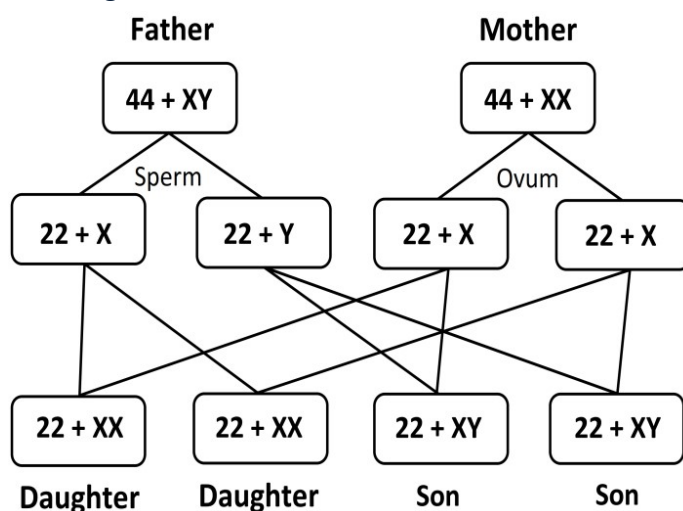 Father Mother
44 + XY 44 + XX
Sperm Ovum
22 + X 22 + Y 22 + X 22 + X
22 + XX 22 + XX 22 + XY 22 + XY
Daughter Daughter Son Son